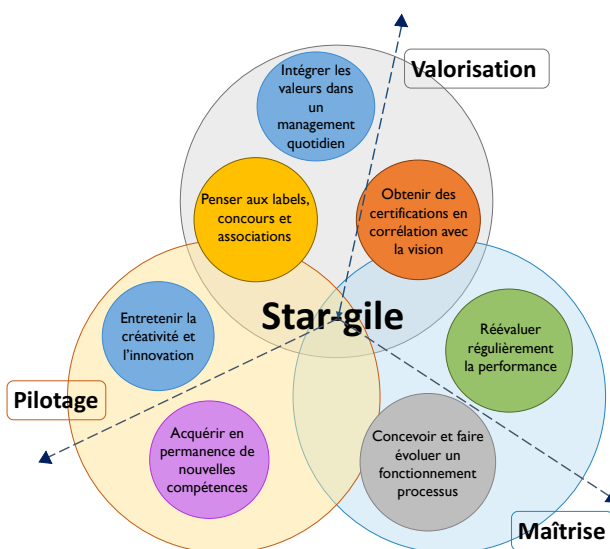 Intégrer les
valeurs dans
un
management
quotidien
Valorisation
Penser aux labels,
concours et
associations
Obtenir des
certifications en
corrélation avec
la vision
Star-gile
Entretenir la
créativité et
l’innovation
Réévaluer
régulièrement
la performance
Pilotage
Acquérir en
permanence de
nouvelles
compétences
Concevoir et faire
évoluer un
fonctionnement
processus
Maîtrise